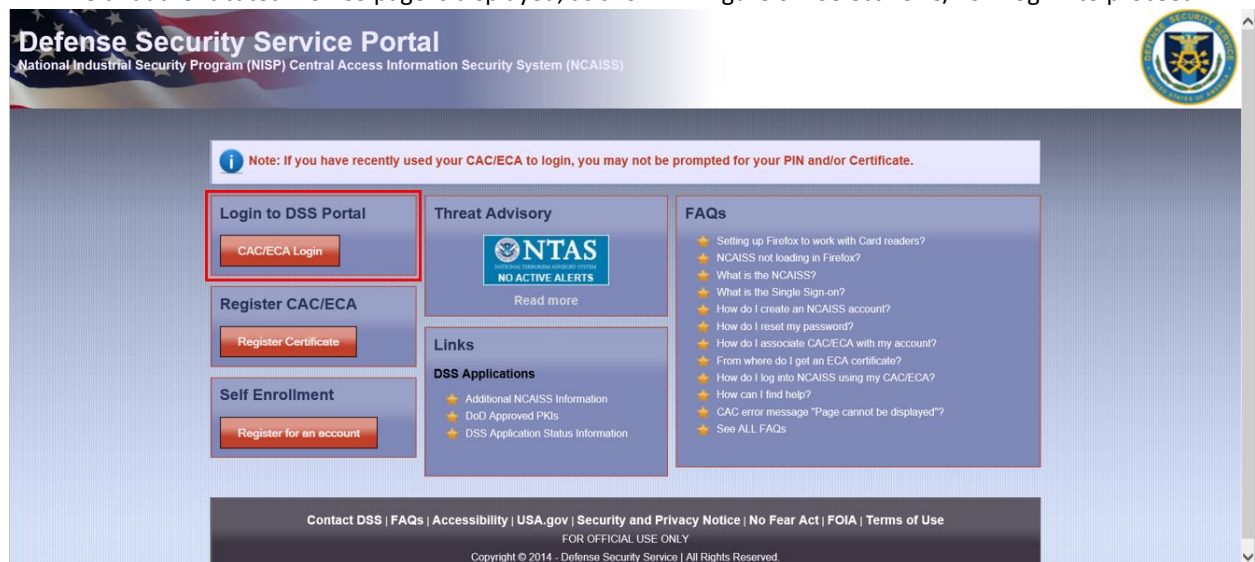 Defense Security Service Portal
National Industrial Security Program (NISP) Central Access Information Security System (NCAISS)
Note: If you have recently used your CAC/ECA to login, you may not be prompted for your PIN and/or Certificate.
Login to DSS Portal
CAC/ECA Login
Register CAC/ECA
Register Certificate
Self Enrollment
Register for an account
Threat Advisory
NTAS
NATIONAL TERRORISM ADVISORY SYSTEM
NO ACTIVE ALERTS
Read more
Links
DSS Applications
Additional NCAISS Information
DoD Approved PKIs
DSS Application Status Information
FAQs
Setting up Firefox to work with Card readers?
NCAISS not loading in Firefox?
What is the NCAISS?
What is the Single Sign-on?
How do I create an NCAISS account?
How do I reset my password?
How do I associate CAC/ECA with my account?
From where do I get an ECA certificate?
How do I log into NCAISS using my CAC/ECA?
How can I find help?
CAC error message "Page cannot be displayed"?
See ALL FAQs
Contact DSS | FAQs | Accessibility | USA.gov | Security and Privacy Notice | No Fear Act | FOIA | Terms of Use
FOR OFFICIAL USE ONLY
Copyright © 2014 - Defense Security Service | All Rights Reserved.